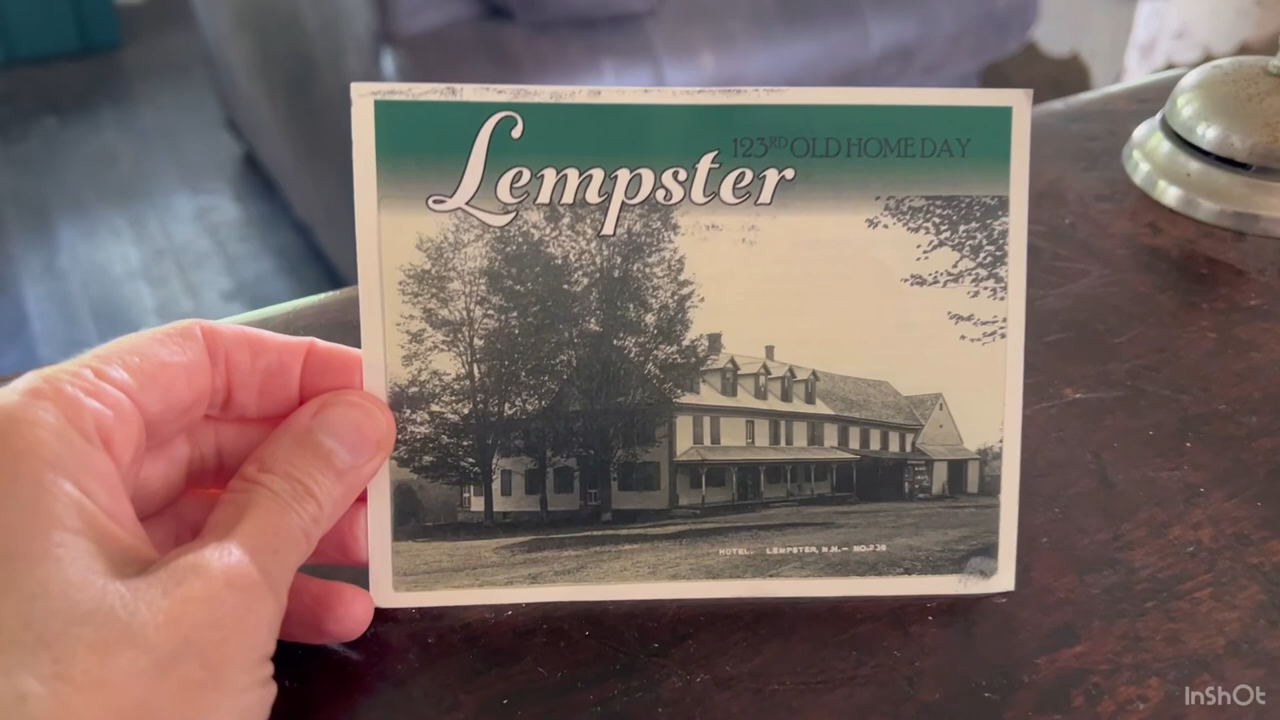 123RD OLD HOME DAY
Lempster
HOTEL. LEMPSTER, N.H.— NO.238
InShOt